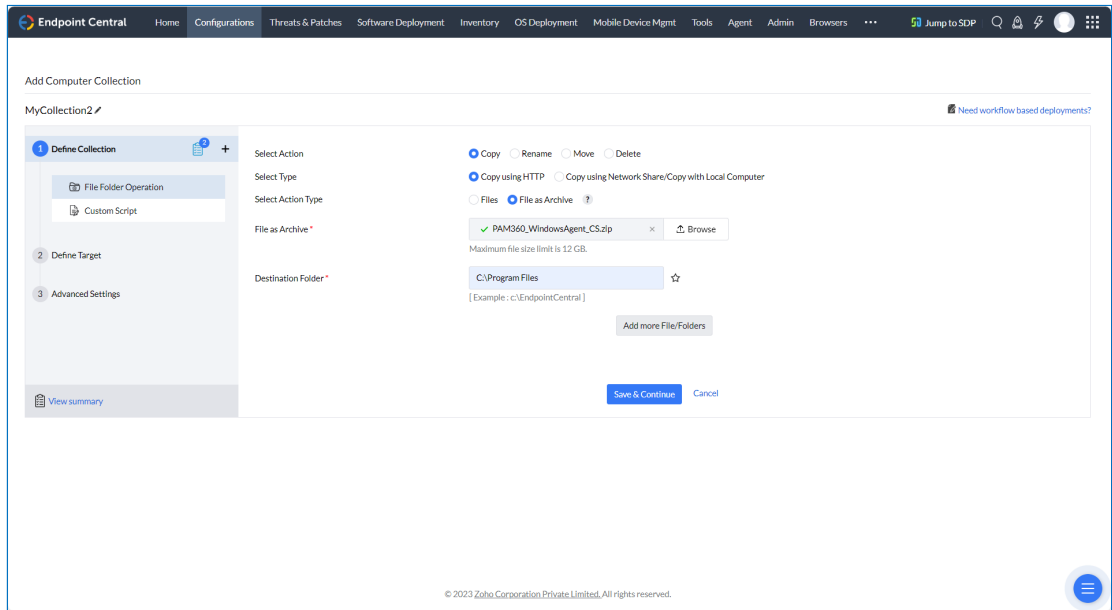 Endpoint Central Home Configurations Threats & Patches Software Deployment Inventory OS Deployment Mobile Device Mgmt Tools Agent Admin Browsers ••• Jump to SDP
Add Computer Collection
MyCollection2
Need workflow based deployments?
1 Define Collection 2 +
File Folder Operation
Custom Script
2 Define Target
3 Advanced Settings
View summary
Select Action Copy Rename Move Delete
Select Type Copy using HTTP Copy using Network Share/Copy with Local Computer
Select Action Type Files File as Archive ?
File as Archive * PAM360_WindowsAgent_CS.zip × Browse
Maximum file size limit is 12 GB.
Destination Folder * C:\Program Files
[ Example : c:\EndpointCentral ]
Add more File/Folders
Save & Continue Cancel
© 2023 Zoho Corporation Private Limited. All rights reserved.